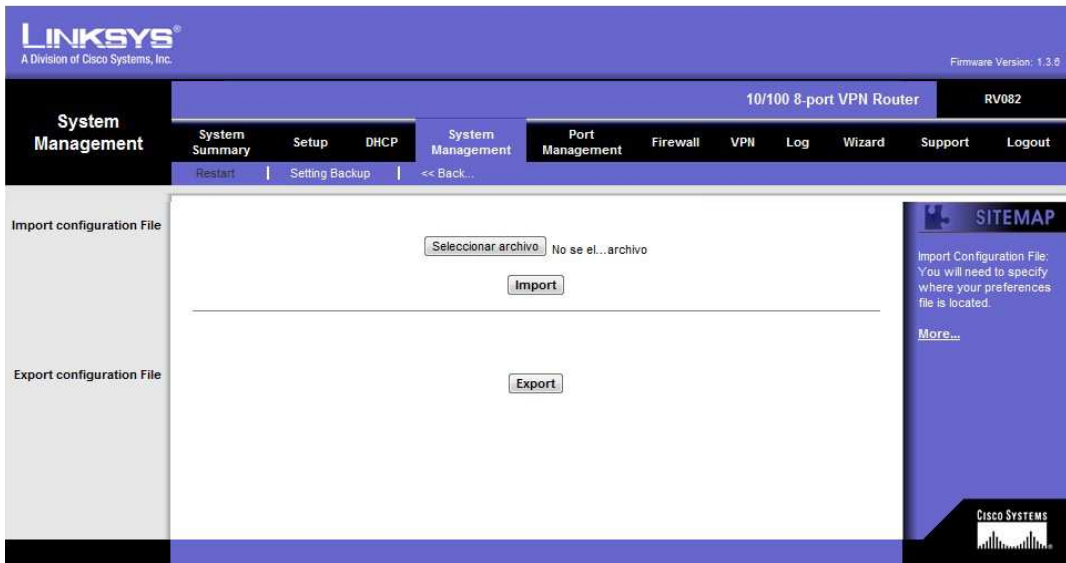 LINKSYS®
A Division of Cisco Systems, Inc.
Firmware Version: 1.3.6
System Management
10/100 8-port VPN Router
RV082
System Summary
Setup
DHCP
System Management
Port Management
Firewall
VPN
Log
Wizard
Support
Logout
Restart
Setting Backup
<< Back...
Import configuration File
Seleccionar archivo No se el...archivo
Import
Export configuration File
Export
SITEMAP
Import Configuration File:
You will need to specify
where your preferences
file is located.
More...
CISCO SYSTEMS